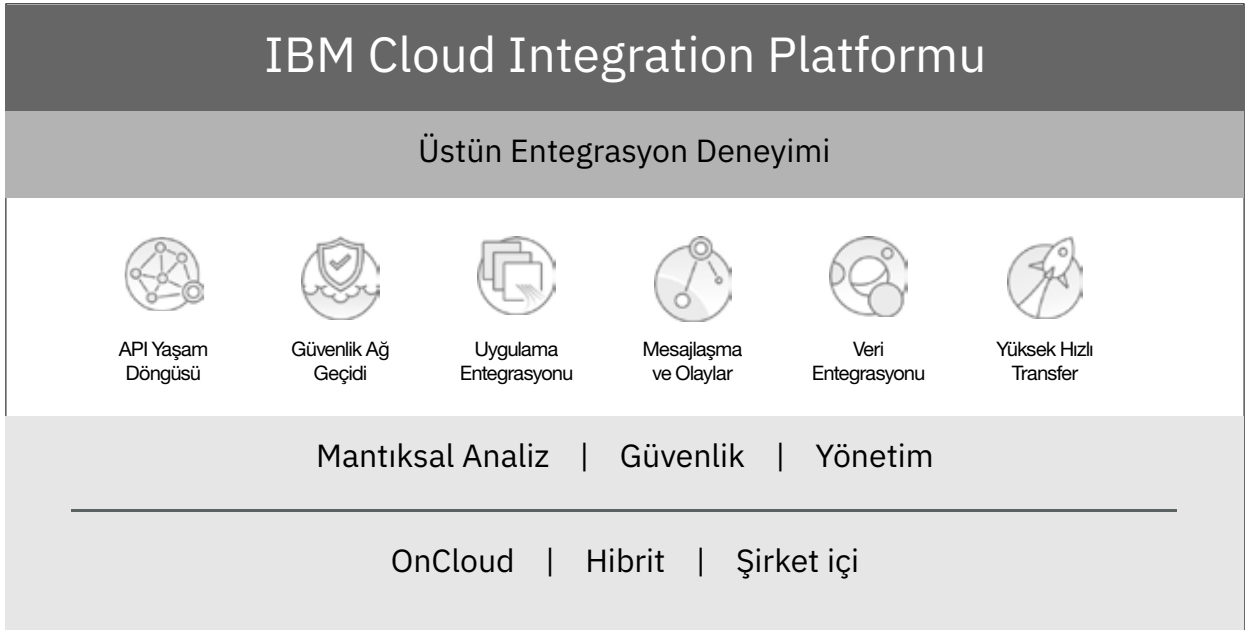 IBM Cloud Integration Platformu
Üstün Entegrasyon Deneyimi
API Yaşam
Döngüsü
Güvenlik Ağ
Geçidi
Uygulama
Entegrasyonu
Mesajlaşma
ve Olaylar
Veri
Entegrasyonu
Yüksek Hızlı
Transfer
Mantıksal Analiz | Güvenlik | Yönetim
OnCloud | Hibrit | Şirket içi